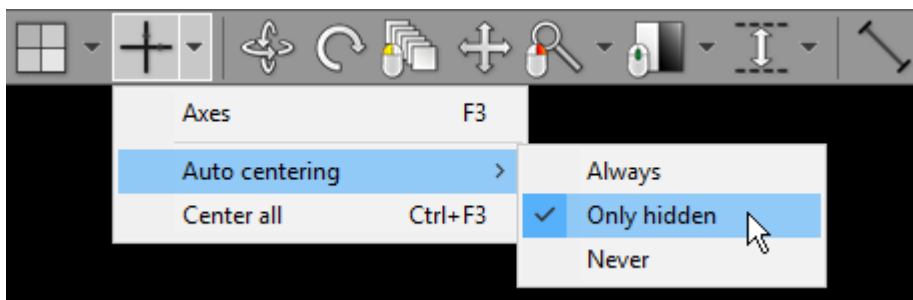 Axes F3
Auto centering >
Always
Center all Ctrl+F3
Only hidden
Never